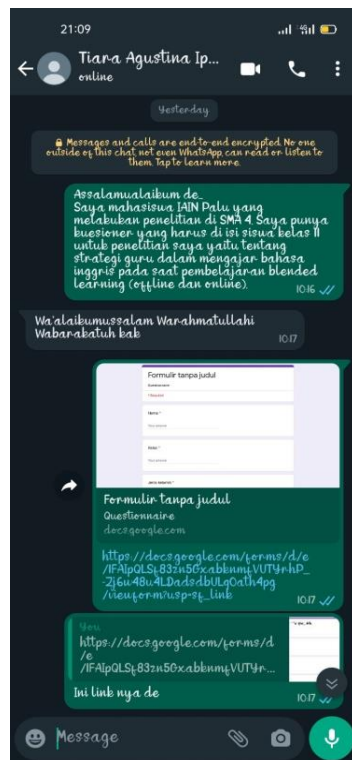 21:09
Tiara Agustina Ip...
online
Yesterday
Messages and calls are end-to-end encrypted. No one
outside of this chat, not even WhatsApp, can read or listen to
them. Tap to learn more.
Assalamualaikum de..
Saya mahasiswa IAIN Palu yang
melakukan penelitian di SMA 4. Saya punya
kuesioner yang harus di isi siswa kelas 11
untuk penelitian saya yaitu tentang
strategi guru dalam mengajar bahasa
inggris pada saat pembelajaran blended
learning (offline dan online).
10.16
Wa'alaikumussalam Warahmatullahi
Wabarakatuh kak
10.17
Formulir tanpa judul
Questionnaire
Formulir tanpa judul
Questionnaire
docs.google.com
https://docs.google.com/forms/d/e
/viewform?usp=sf_link
10.17
You
https://docs.google.com/forms/d
/e
Ini link nya de
10.17
Message